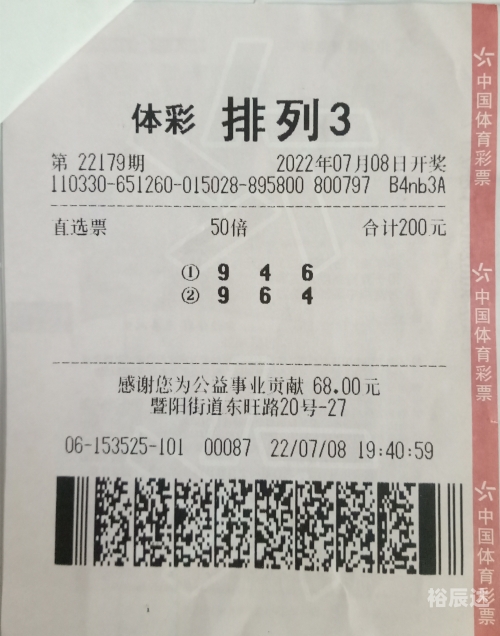 体彩 排列3
第 22179期 2022年07月08日开奖
110330-651260-015028-895800 800797 B4nb3A
直选票 50倍 合计200元
① 9 4 6
② 9 6 4
感谢您为公益事业贡献 68.00元
暨阳街道东旺路20号-27
06-153525-101 00087 22/07/08 19:40:59
中国体育彩票
中国体育彩票
中国体育彩票
裕辰达